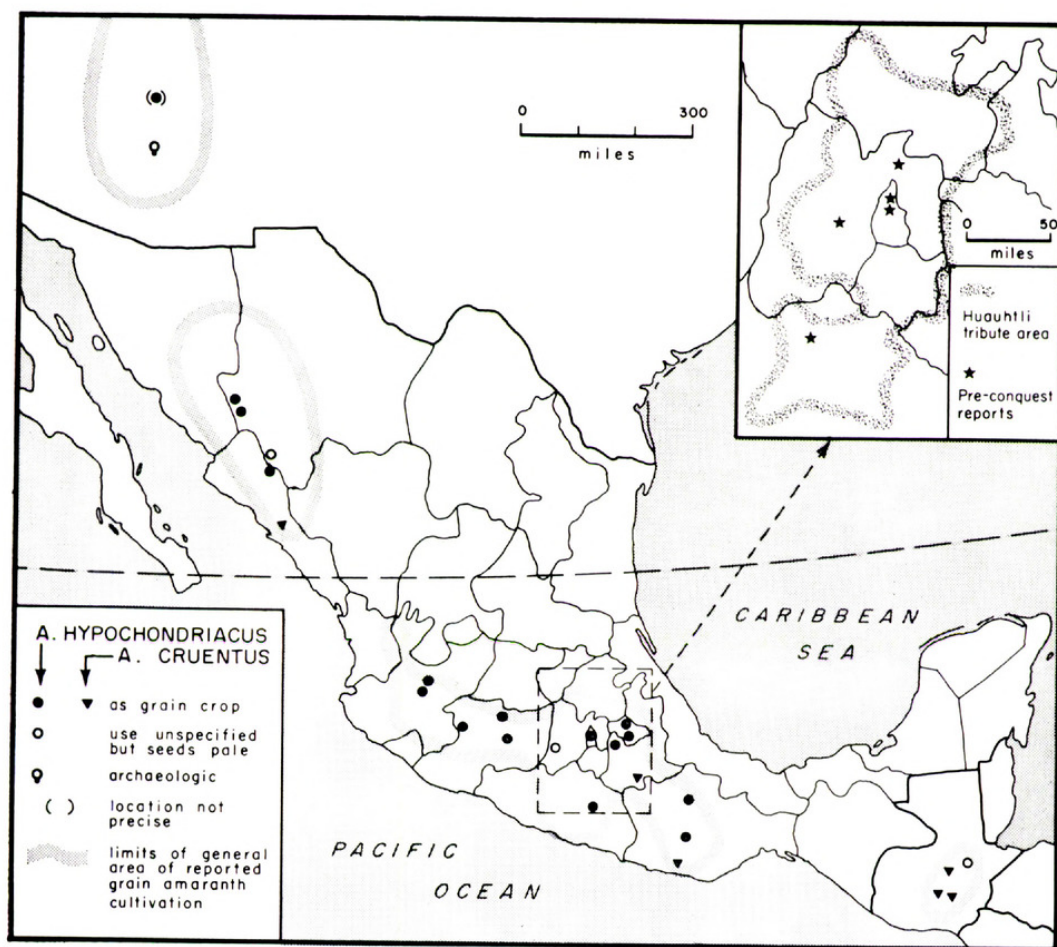 0 300
miles
0 50
miles
Huauhtli
tribute area
Pre-conquest
reports
CARIBBEAN
SEA
A. HYPOCHONDRIACUS
A. CRUENTUS
as grain crop
use unspecified
but seeds pale
archaeologic
( ) location not
precise
limits of general
area of reported
grain amaranth
cultivation
PACIFIC
OCEAN